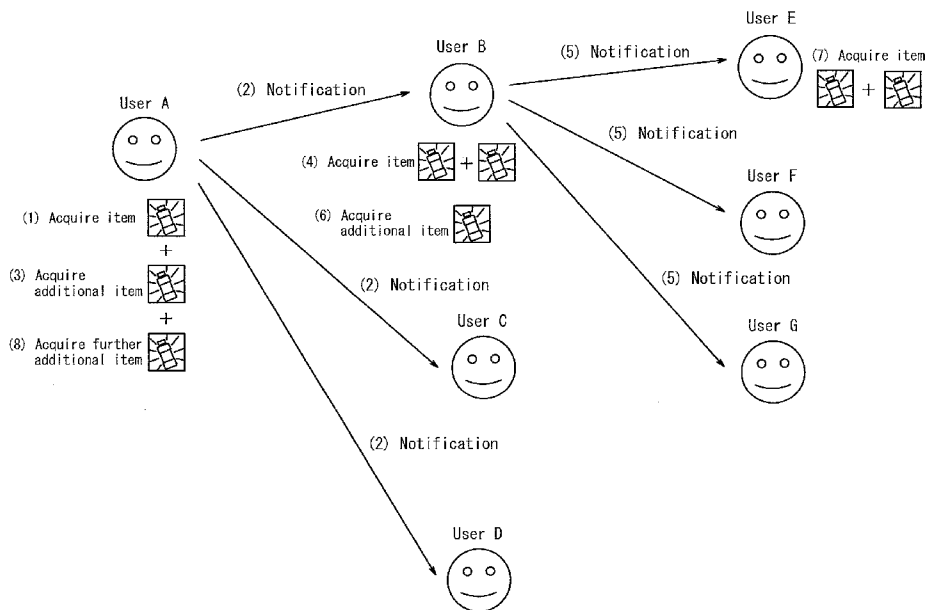 User E
User B
(5) Notification
(7) Acquire item
+
User A
(2) Notification
(5) Notification
(4) Acquire item
+
User F
(1) Acquire item
(6) Acquire
additional item
+
(3) Acquire
additional item
(2) Notification
(5) Notification
+
User C
User G
(8) Acquire further
additional item
(2) Notification
User D